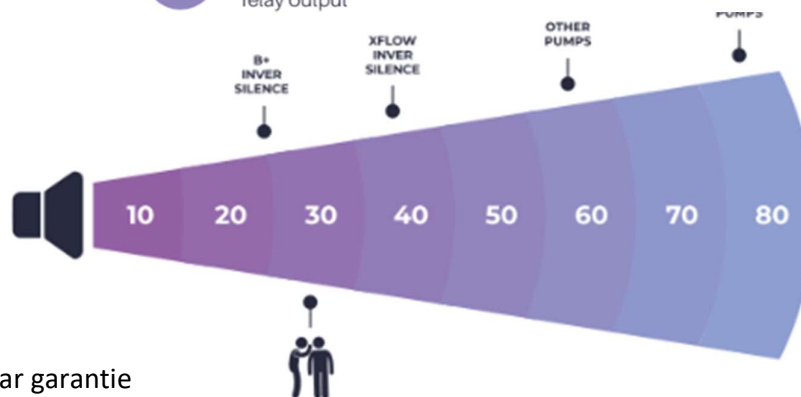 relay output
PUMPS
OTHER
PUMPS
XFLOW
INVER
SILENCE
B+
INVER
SILENCE
10 20 30 40 50 60 70 80
ar garantie